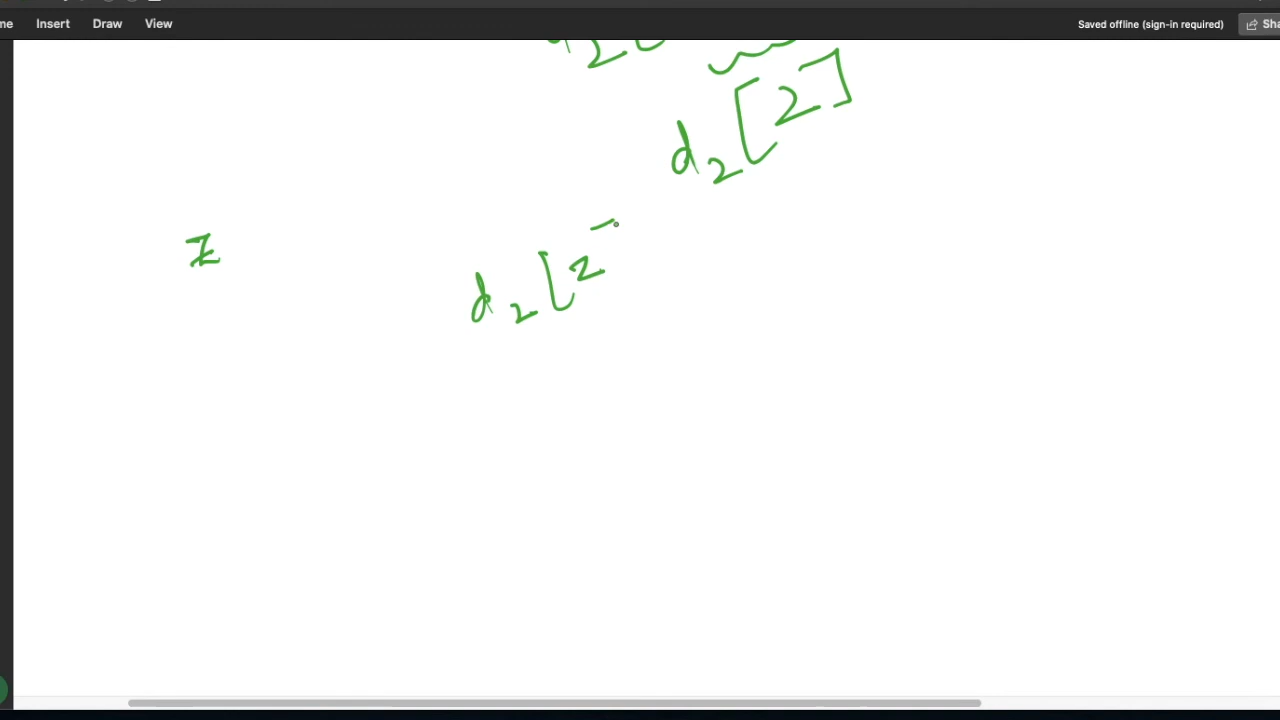 Insert Draw View Saved offline (sign-in required)
d₂[2]
Z d₂[2